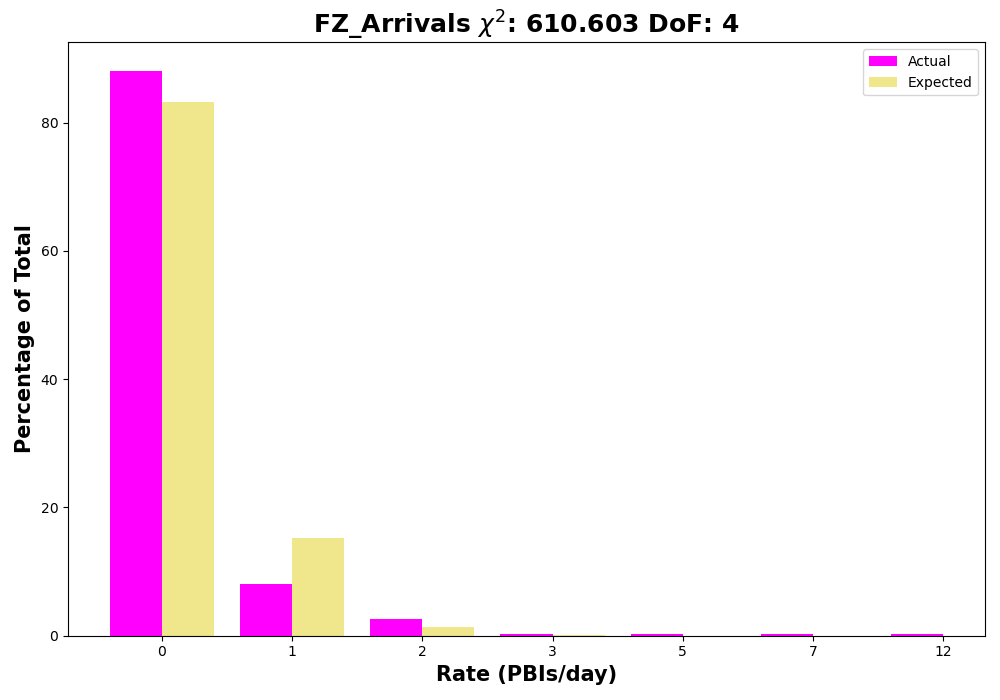 FZ_Arrivals χ²: 610.603 DoF: 4
Actual
Expected
Percentage of Total
80
60
40
20
0
0 1 2 3 5 7 12
Rate (PBIs/day)